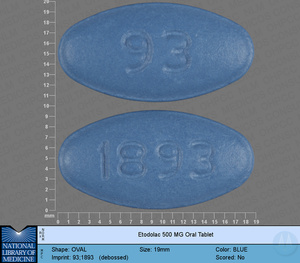 93
1893
mm
NATIONAL
LIBRARY OF
MEDICINE
Etodolac 500 MG Oral Tablet
Shape: OVAL Size: 19mm Color: BLUE
Imprint: 93;1893 (debossed) Scored: No